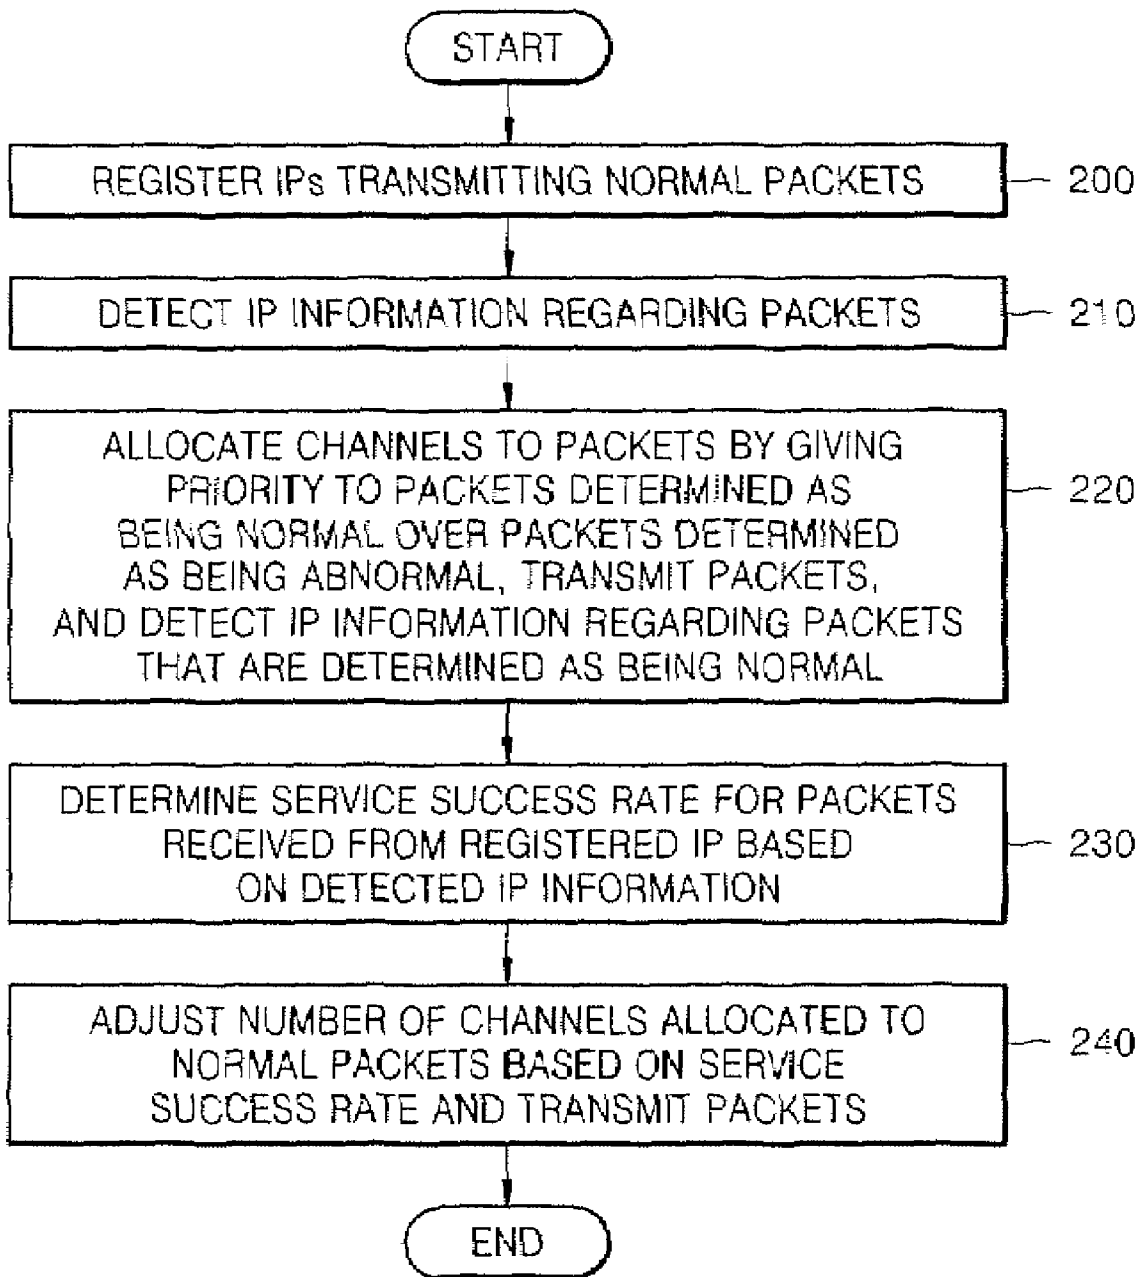 START
REGISTER IPs TRANSMITTING NORMAL PACKETS
200
DETECT IP INFORMATION REGARDING PACKETS
210
ALLOCATE CHANNELS TO PACKETS BY GIVING
PRIORITY TO PACKETS DETERMINED AS
BEING NORMAL OVER PACKETS DETERMINED
AS BEING ABNORMAL, TRANSMIT PACKETS,
AND DETECT IP INFORMATION REGARDING PACKETS
THAT ARE DETERMINED AS BEING NORMAL
220
DETERMINE SERVICE SUCCESS RATE FOR PACKETS
RECEIVED FROM REGISTERED IP BASED
ON DETECTED IP INFORMATION
230
ADJUST NUMBER OF CHANNELS ALLOCATED TO
NORMAL PACKETS BASED ON SERVICE
SUCCESS RATE AND TRANSMIT PACKETS
240
END